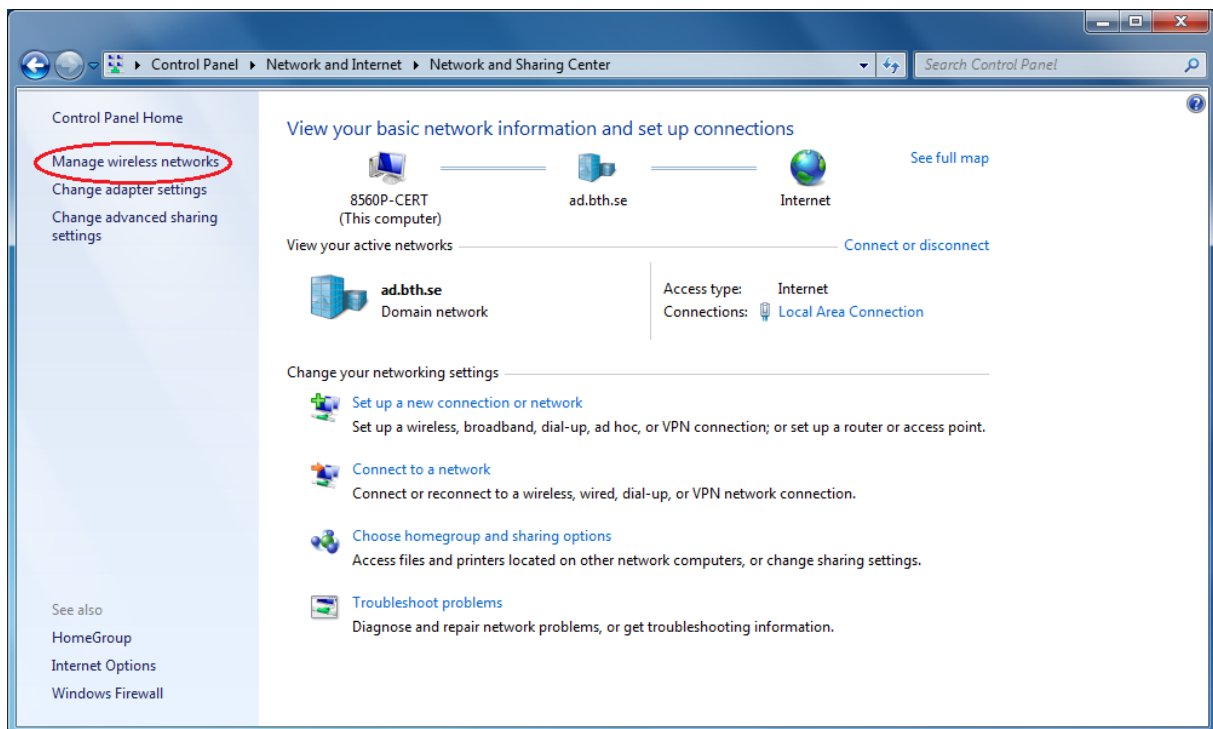 Control Panel ▸ Network and Internet ▸ Network and Sharing Center
Search Control Panel
Control Panel Home
Manage wireless networks
Change adapter settings
Change advanced sharing
settings
See also
HomeGroup
Internet Options
Windows Firewall
View your basic network information and set up connections
See full map
8560P-CERT
(This computer)
ad.bth.se
Internet
View your active networks
Connect or disconnect
ad.bth.se
Domain network
Access type: Internet
Connections: Local Area Connection
Change your networking settings
Set up a new connection or network
Set up a wireless, broadband, dial-up, ad hoc, or VPN connection; or set up a router or access point.
Connect to a network
Connect or reconnect to a wireless, wired, dial-up, or VPN network connection.
Choose homegroup and sharing options
Access files and printers located on other network computers, or change sharing settings.
Troubleshoot problems
Diagnose and repair network problems, or get troubleshooting information.